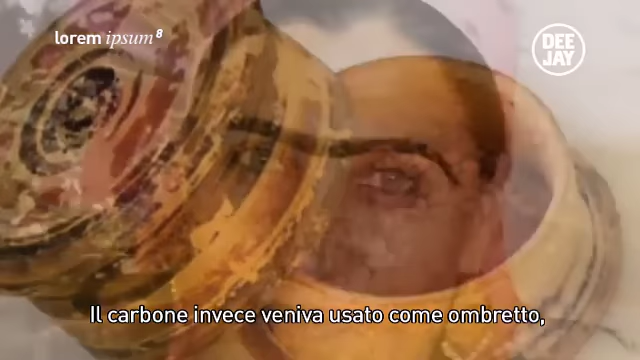 lorem ipsum⁸
DEE
JAY
Il carbone invece veniva usato come ombretto,